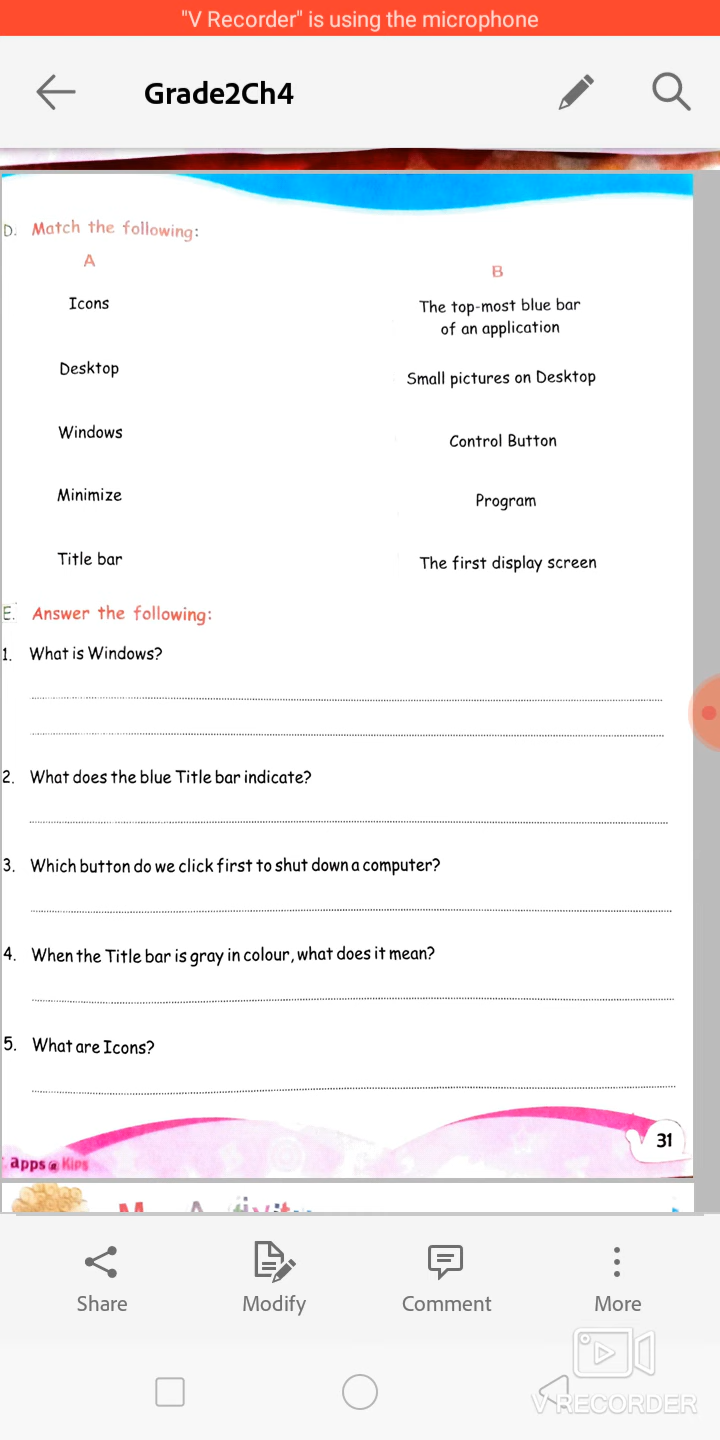 "V Recorder" is using the microphone
Grade2Ch4
D. Match the following:
A
B
Icons
The top-most blue bar
of an application
Desktop
Small pictures on Desktop
Windows
Control Button
Minimize
Program
Title bar
The first display screen
E. Answer the following:
1. What is Windows?
2. What does the blue Title bar indicate?
3. Which button do we click first to shut down a computer?
4. When the Title bar is gray in colour, what does it mean?
5. What are Icons?
31
apps@Kips
Share
Modify
Comment
More
V RECORDER